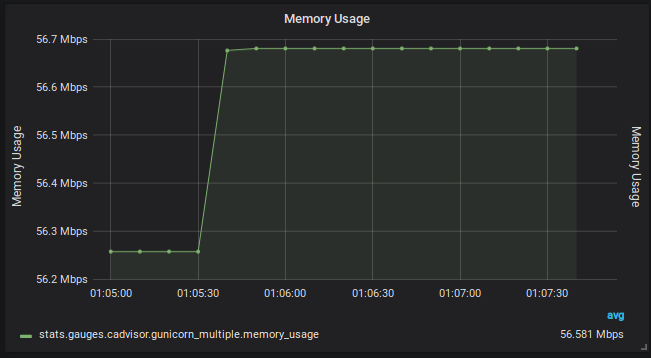 Memory Usage
56.7 Mbps
56.6 Mbps
56.5 Mbps
56.4 Mbps
56.3 Mbps
56.2 Mbps
Memory Usage
Memory Usage
01:05:00 01:05:30 01:06:00 01:06:30 01:07:00 01:07:30
avg
stats.gauges.cadvisor.gunicorn_multiple.memory_usage 56.581 Mbps